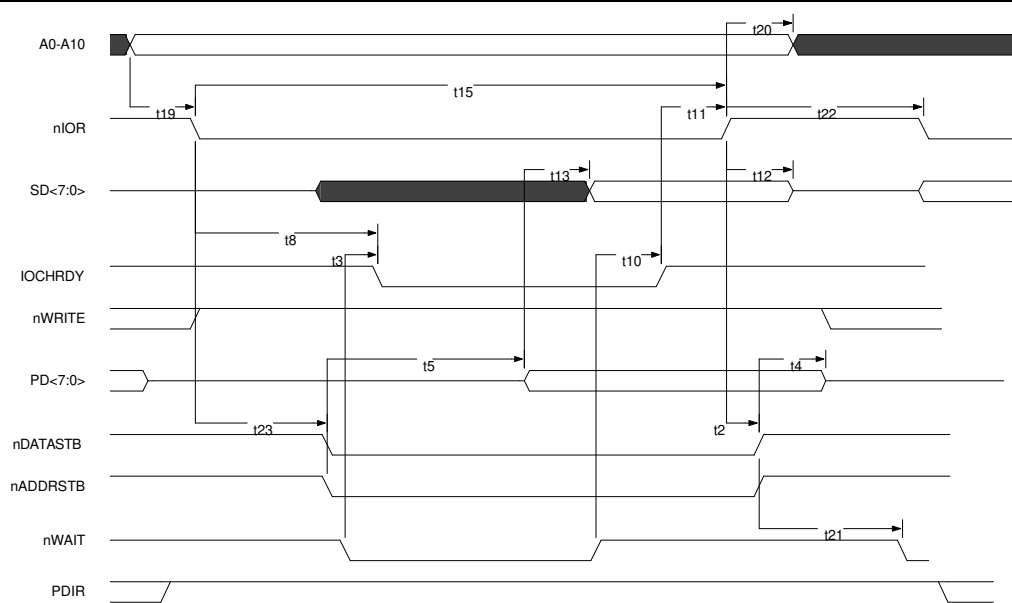 t20
A0-A10
t15
t19
t11
t22
nIOR
t13
t12
SD<7:0>
t8
t3
t10
IOCHRDY
nWRITE
t5
t4
PD<7:0>
t23
t2
nDATASTB
nADDRSTB
t21
nWAIT
PDIR